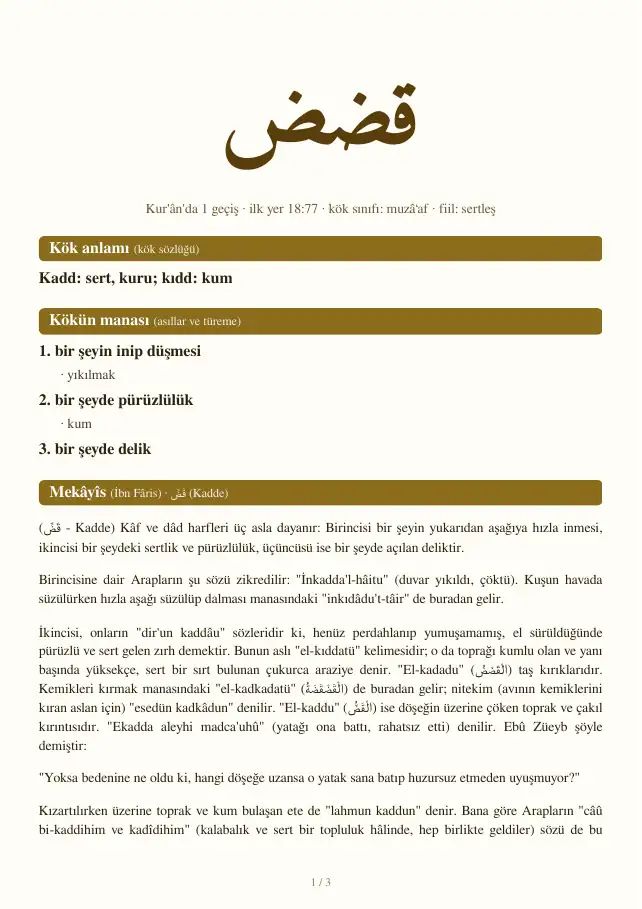 قضض
Kur'ân'da 1 geçiş · ilk yer 18:77 · kök sınıfı: muzâ'af · fiil: sertleş
Kök anlamı (kök sözlüğü)
Kadd: sert, kuru; kıdd: kum
Kökün manası (asıllar ve türeme)
1. bir şeyin inip düşmesi
· yıkılmak
2. bir şeyde pürüzlülük
· kum
3. bir şeyde delik
Mekâyîs (İbn Fâris) · قَضّ (Kadde)
(قَضّ - Kadde) Kâf ve dâd harfleri üç asla dayanır: Birincisi bir şeyin yukarıdan aşağıya hızla inmesi,
ikincisi bir şeydeki sertlik ve pürüzlülük, üçüncüsü ise bir şeyde açılan deliktir.
Birincisine dair Arapların şu sözü zikredilir: "İnkadda'l-hâitu" (duvar yıkıldı, çöktü). Kuşun havada
süzülürken hızla aşağı süzülüp dalması manasındaki "inkıdâdu't-tâir" de buradan gelir.
İkincisi, onların "dir'un kaddâu" sözleridir ki, henüz perdahlanıp yumuşamamış, el sürüldüğünde
pürüzlü ve sert gelen zırh demektir. Bunun aslı "el-kıddatü" kelimesidir; o da toprağı kumlu olan ve yanı
başında yüksekçe, sert bir sırt bulunan çukurca araziye denir. "El-kadadu" (الْقَضَضُ) taş kırıklarıdır.
Kemikleri kırmak manasındaki "el-kadkadatü" (الْقَضْقَضَةُ) de buradan gelir; nitekim (avının kemiklerini
kıran aslan için) "esedün kadkâdun" denilir. "El-kaddu" (الْقَضُّ) ise döşeğin üzerine çöken toprak ve çakıl
kırıntısıdır. "Ekadda aleyhi madca'uhû" (yatağı ona battı, rahatsız etti) denilir. Ebû Züeyb şöyle
demiştir:
"Yoksa bedenine ne oldu ki, hangi döşeğe uzansa o yatak sana batıp huzursuz etmeden uyuşmuyor?"
Kızartılırken üzerine toprak ve kum bulaşan ete de "lahmun kaddun" denir. Bana göre Arapların "câû
bi-kaddihim ve kadîdihim" (kalabalık ve sert bir topluluk hâlinde, hep birlikte geldiler) sözü de bu
1 / 3